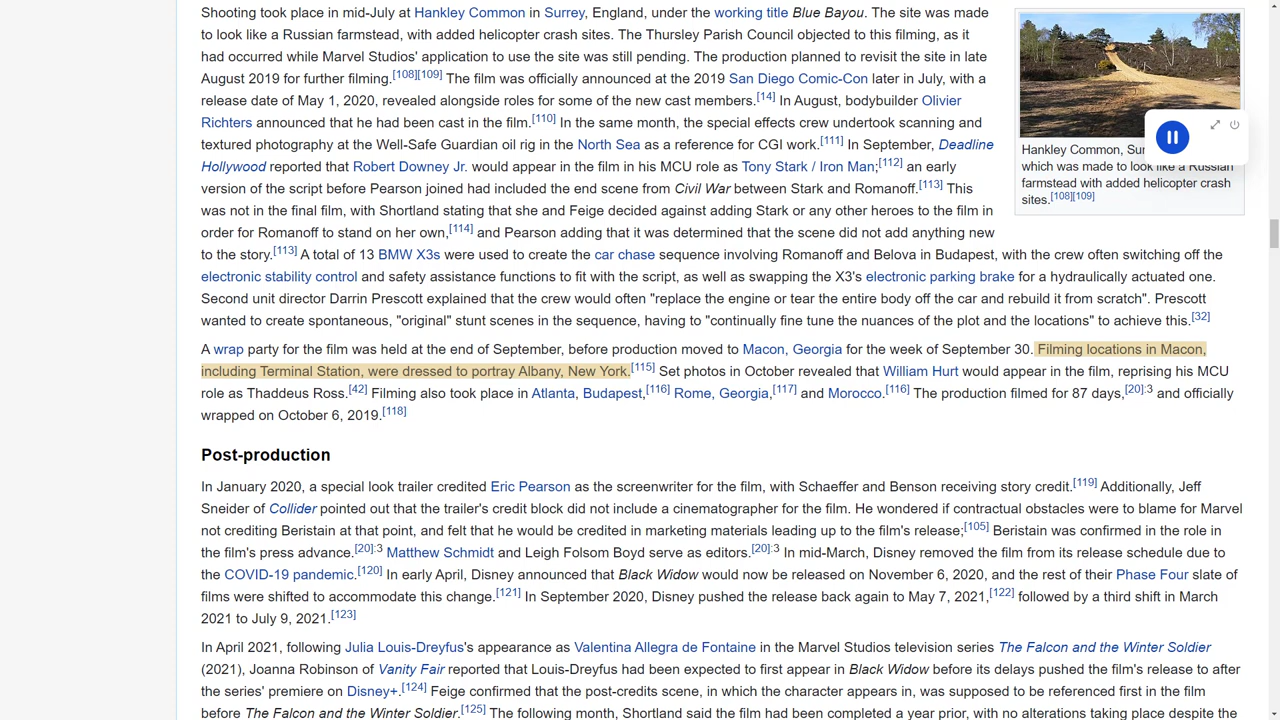 Shooting took place in mid-July at Hankley Common in Surrey, England, under the working title Blue Bayou. The site was made
to look like a Russian farmstead, with added helicopter crash sites. The Thursley Parish Council objected to this filming, as it
had occurred while Marvel Studios' application to use the site was still pending. The production planned to revisit the site in late
August 2019 for further filming.[108][109] The film was officially announced at the 2019 San Diego Comic-Con later in July, with a
release date of May 1, 2020, revealed alongside roles for some of the new cast members.[14] In August, bodybuilder Olivier
Richters announced that he had been cast in the film.[110] In the same month, the special effects crew undertook scanning and
textured photography at the Well-Safe Guardian oil rig in the North Sea as a reference for CGI work.[111] In September, Deadline
Hollywood reported that Robert Downey Jr. would appear in the film in his MCU role as Tony Stark / Iron Man;[112] an early
version of the script before Pearson joined had included the end scene from Civil War between Stark and Romanoff.[113] This
was not in the final film, with Shortland stating that she and Feige decided against adding Stark or any other heroes to the film in
order for Romanoff to stand on her own,[114] and Pearson adding that it was determined that the scene did not add anything new
to the story.[113] A total of 13 BMW X3s were used to create the car chase sequence involving Romanoff and Belova in Budapest, with the crew often switching off the
electronic stability control and safety assistance functions to fit with the script, as well as swapping the X3's electronic parking brake for a hydraulically actuated one.
Second unit director Darrin Prescott explained that the crew would often "replace the engine or tear the entire body off the car and rebuild it from scratch". Prescott
wanted to create spontaneous, "original" stunt scenes in the sequence, having to "continually fine tune the nuances of the plot and the locations" to achieve this.[32]
Hankley Common, Sur
which was made to look like a Russian
farmstead with added helicopter crash
sites.[108][109]
A wrap party for the film was held at the end of September, before production moved to Macon, Georgia for the week of September 30. Filming locations in Macon,
including Terminal Station, were dressed to portray Albany, New York.[115] Set photos in October revealed that William Hurt would appear in the film, reprising his MCU
role as Thaddeus Ross.[42] Filming also took place in Atlanta, Budapest,[116] Rome, Georgia,[117] and Morocco.[116] The production filmed for 87 days,[20]:3 and officially
wrapped on October 6, 2019.[118]
Post-production
In January 2020, a special look trailer credited Eric Pearson as the screenwriter for the film, with Schaeffer and Benson receiving story credit.[119] Additionally, Jeff
Sneider of Collider pointed out that the trailer's credit block did not include a cinematographer for the film. He wondered if contractual obstacles were to blame for Marvel
not crediting Beristain at that point, and felt that he would be credited in marketing materials leading up to the film's release;[105] Beristain was confirmed in the role in
the film's press advance.[20]:3 Matthew Schmidt and Leigh Folsom Boyd serve as editors.[20]:3 In mid-March, Disney removed the film from its release schedule due to
the COVID-19 pandemic.[120] In early April, Disney announced that Black Widow would now be released on November 6, 2020, and the rest of their Phase Four slate of
films were shifted to accommodate this change.[121] In September 2020, Disney pushed the release back again to May 7, 2021,[122] followed by a third shift in March
2021 to July 9, 2021.[123]
In April 2021, following Julia Louis-Dreyfus's appearance as Valentina Allegra de Fontaine in the Marvel Studios television series The Falcon and the Winter Soldier
(2021), Joanna Robinson of Vanity Fair reported that Louis-Dreyfus had been expected to first appear in Black Widow before its delays pushed the film's release to after
the series' premiere on Disney+.[124] Feige confirmed that the post-credits scene, in which the character appears in, was supposed to be referenced first in the film
before The Falcon and the Winter Soldier.[125] The following month, Shortland said the film had been completed a year prior, with no alterations taking place despite the